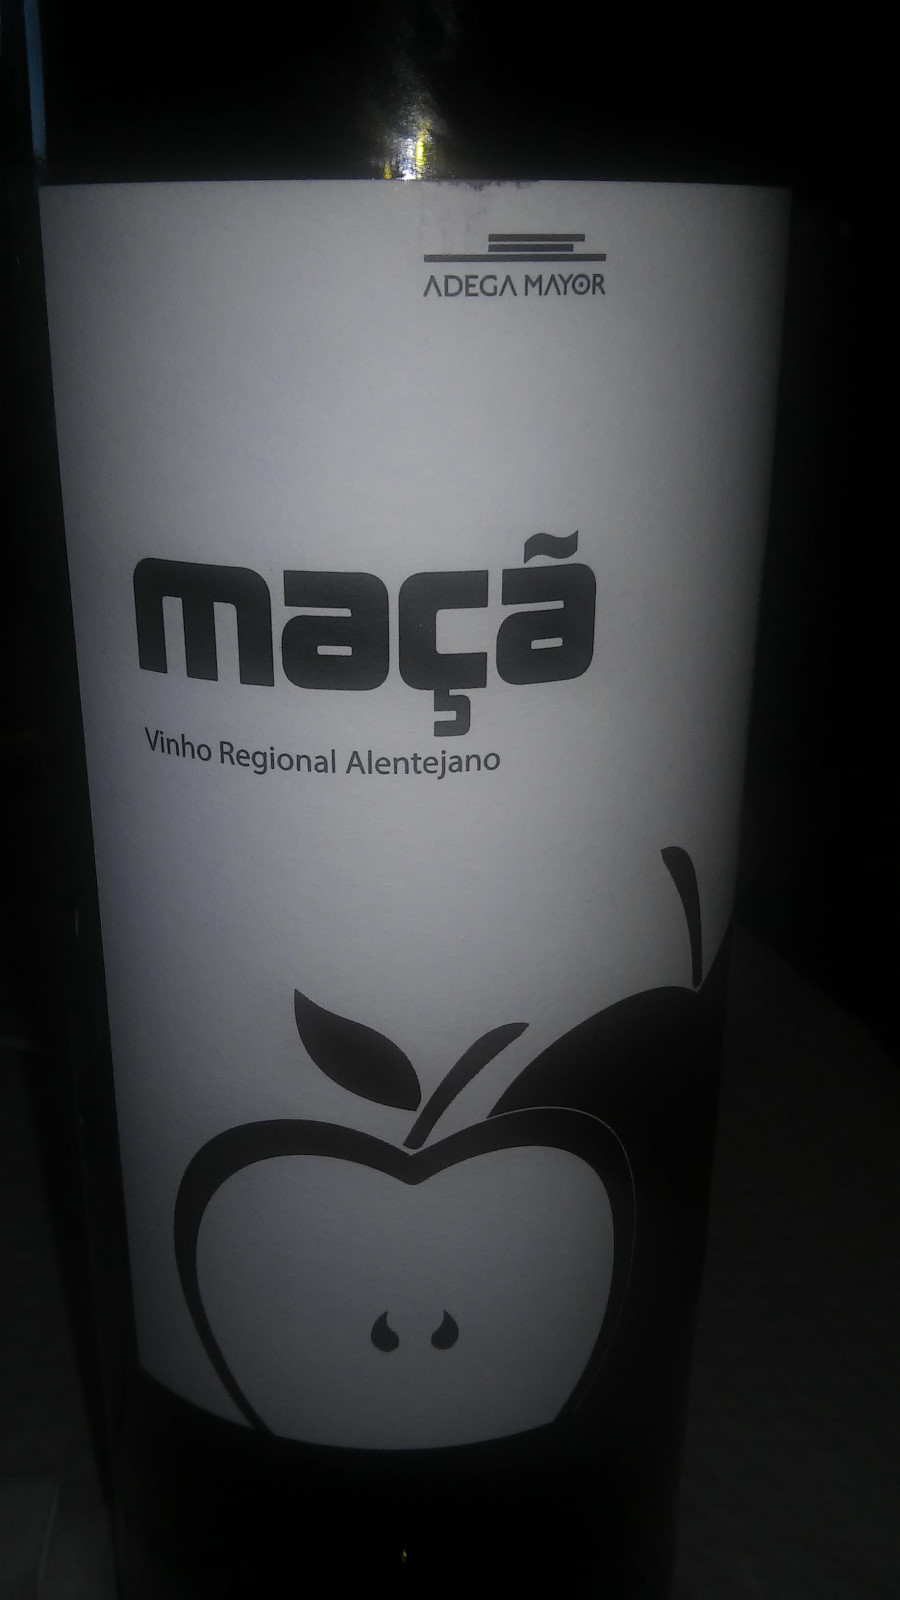 ADEGA MAYOR
maçã
Vinho Regional Alentejano